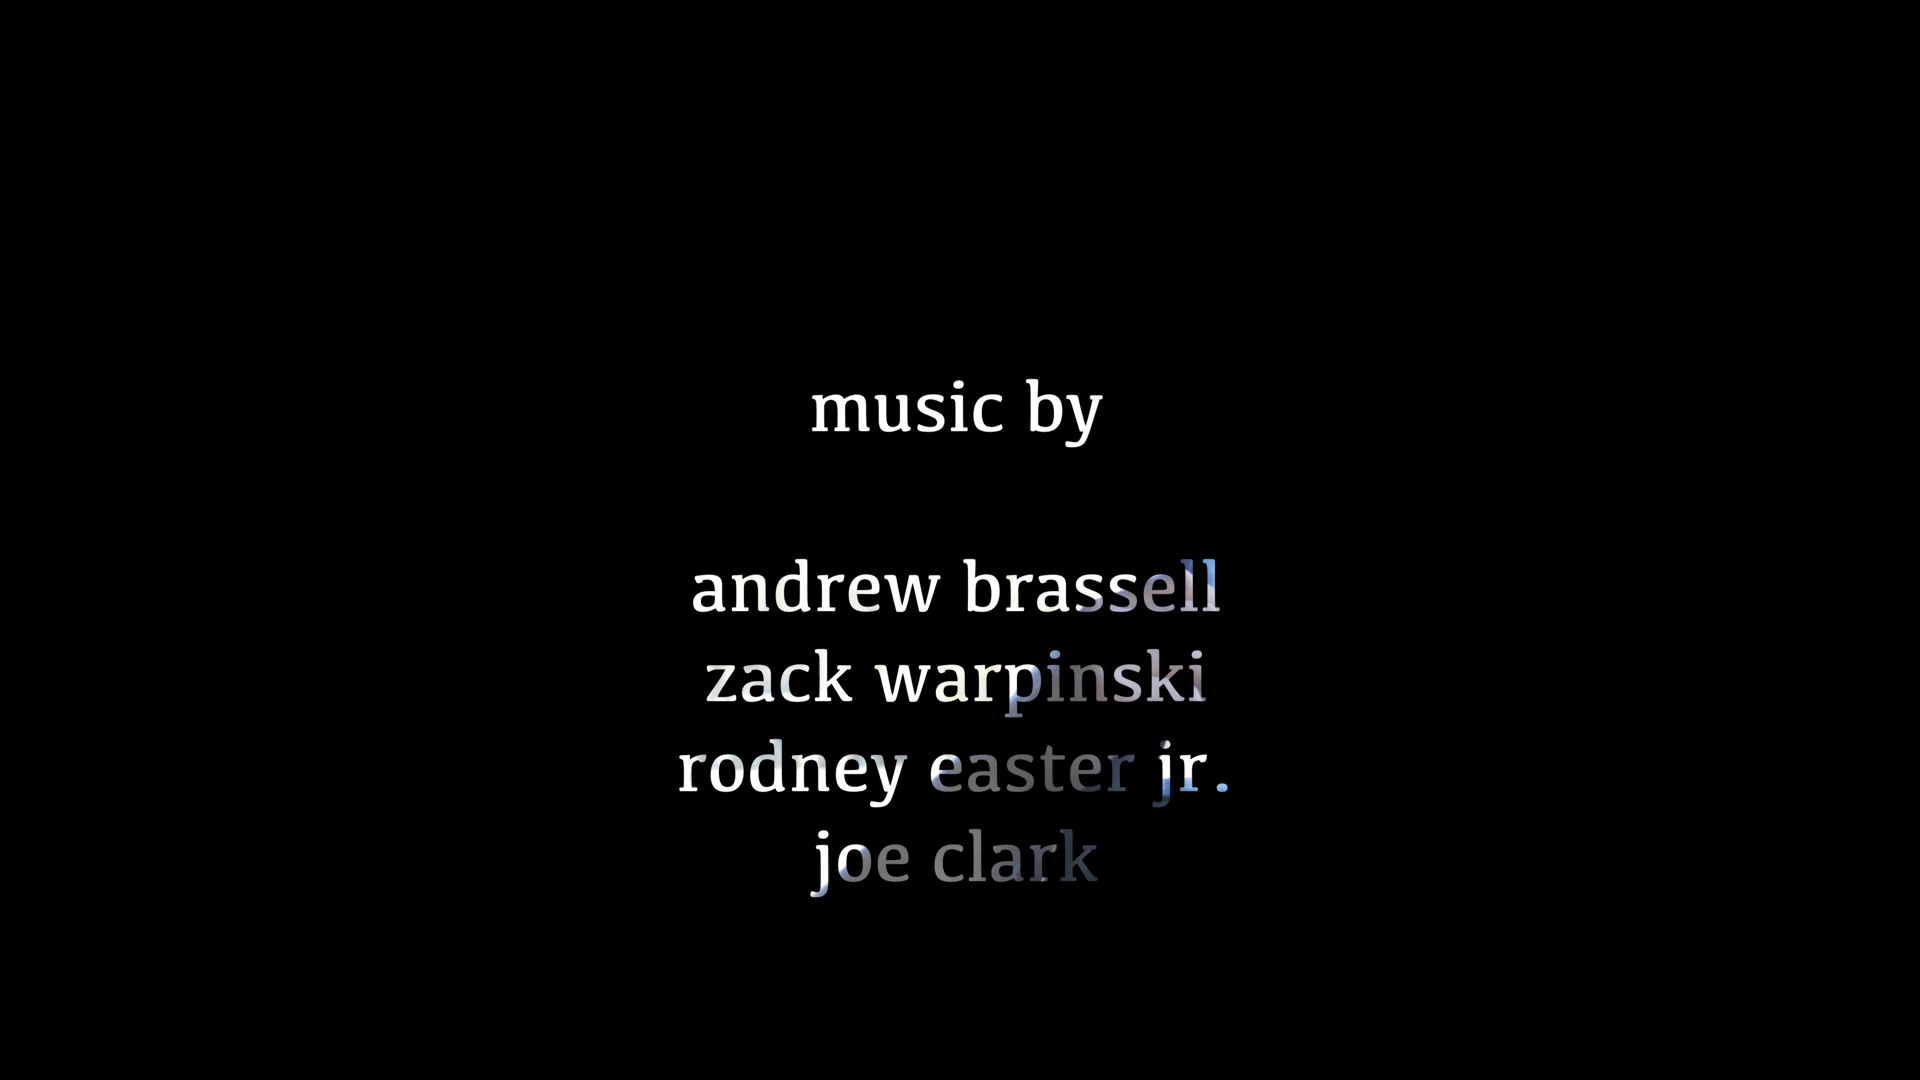 music by
andrew brassell
zack warpinski
rodney easter jr.
joe clark